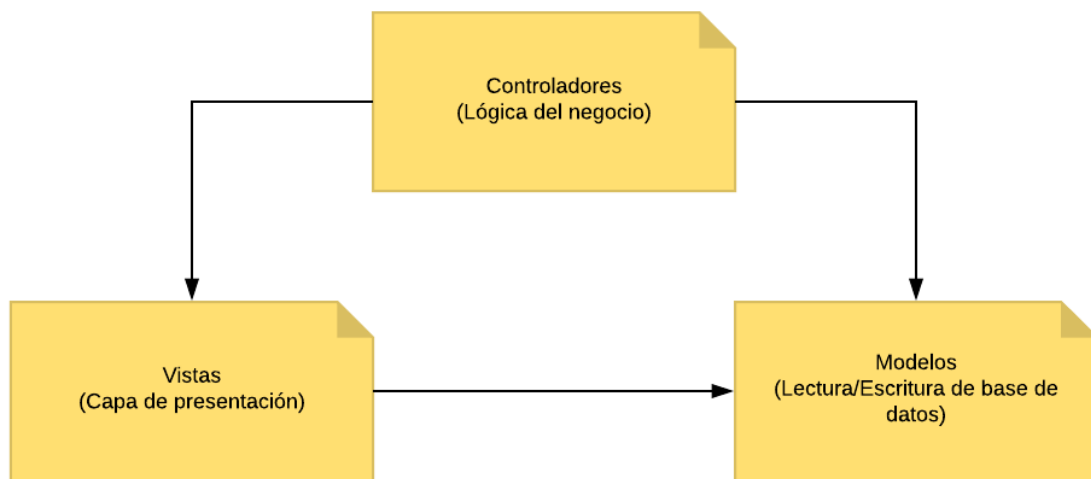 Controladores
(Lógica del negocio)
Vistas
(Capa de presentación)
Modelos
(Lectura/Escritura de base de
datos)